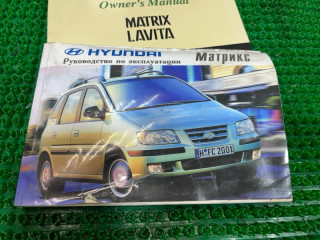 Owner's Manual
MATRIX
LAVITA
HYUNDAI
Матрикс
Руководство по эксплуатации
H·FC 2001